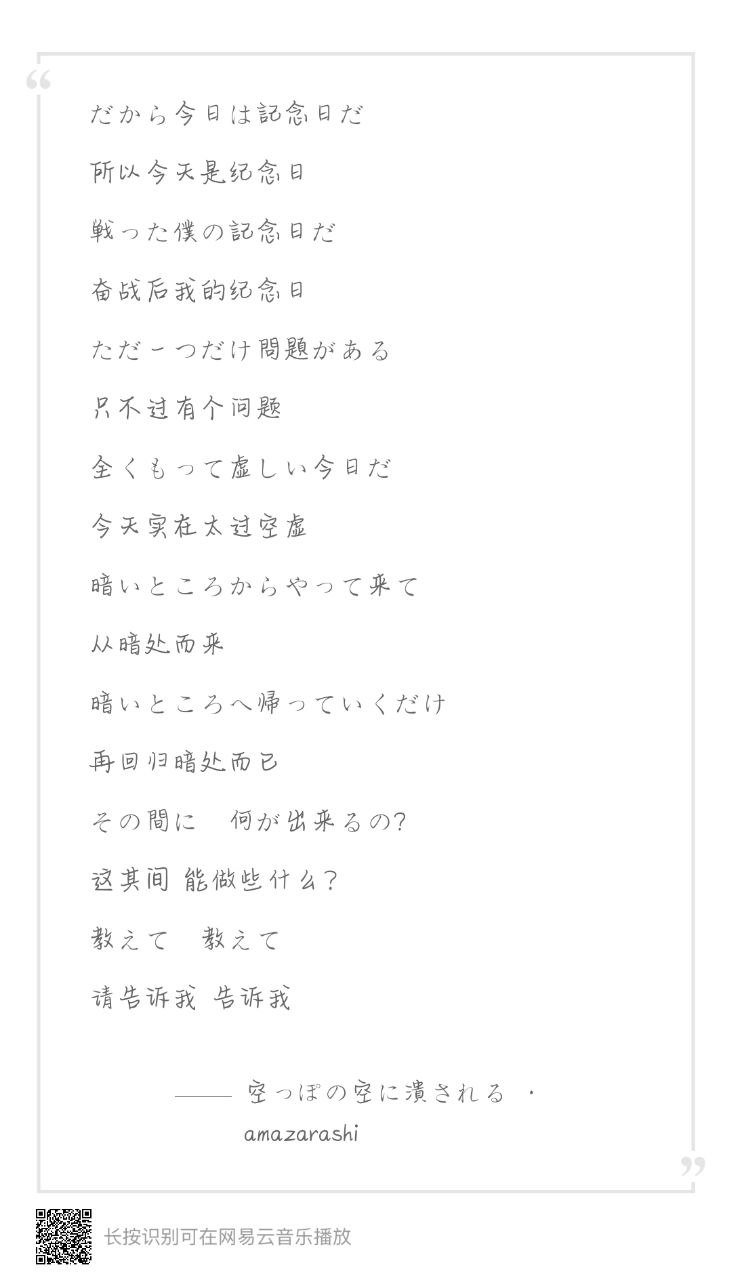 “
だから今日は記念日だ
所以今天是纪念日
戦った僕の記念日だ
奋战后我的纪念日
ただ一つだけ問題がある
只不过有个问题
全くもって虚しい今日だ
今天实在太过空虚
暗いところからやって来て
从暗处而来
暗いところへ帰っていくだけ
再回归暗处而已
その間に　何が出来るの?
这其间 能做些什么?
教えて　教えて
请告诉我 告诉我
—— 空っぽの空に潰される ·
amazarashi
”
长按识别可在网易云音乐播放